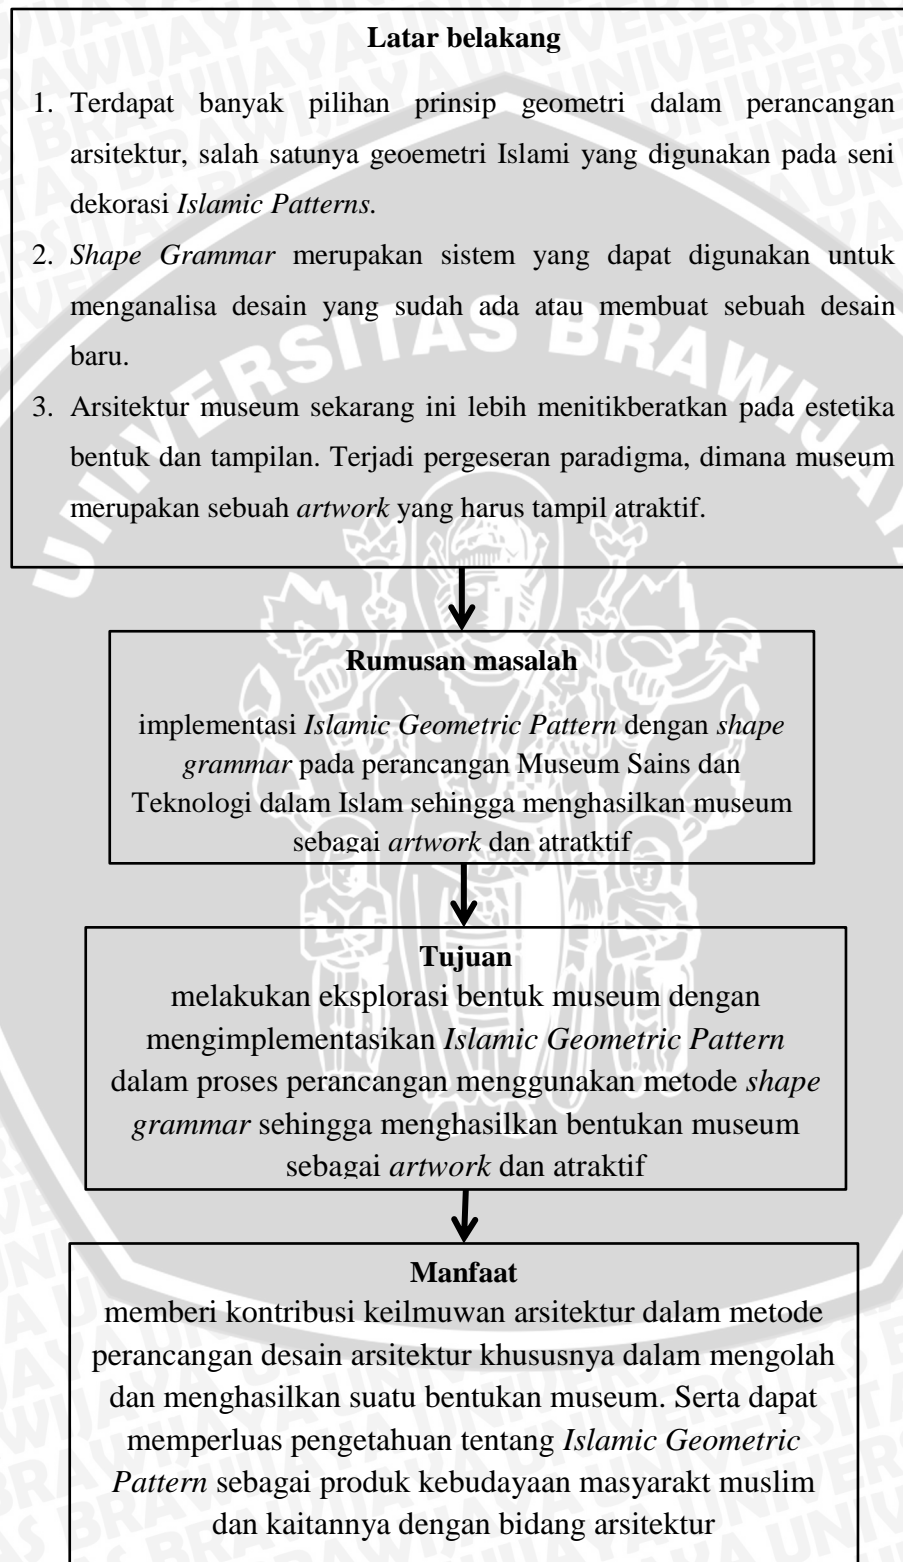 Latar belakang
1. Terdapat banyak pilihan prinsip geometri dalam perancangan
arsitektur, salah satunya geoemetri Islami yang digunakan pada seni
dekorasi Islamic Patterns.
2. Shape Grammar merupakan sistem yang dapat digunakan untuk
menganalisa desain yang sudah ada atau membuat sebuah desain
baru.
3. Arsitektur museum sekarang ini lebih menitikberatkan pada estetika
bentuk dan tampilan. Terjadi pergeseran paradigma, dimana museum
merupakan sebuah artwork yang harus tampil atraktif.
UNIVERSITAS BRAWIJAYA
Rumusan masalah
implementasi Islamic Geometric Pattern dengan shape
grammar pada perancangan Museum Sains dan
Teknologi dalam Islam sehingga menghasilkan museum
sebagai artwork dan atratktif
Tujuan
melakukan eksplorasi bentuk museum dengan
mengimplementasikan Islamic Geometric Pattern
dalam proses perancangan menggunakan metode shape
grammar sehingga menghasilkan bentukan museum
sebagai artwork dan atraktif
Manfaat
memberi kontribusi keilmuwan arsitektur dalam metode
perancangan desain arsitektur khususnya dalam mengolah
dan menghasilkan suatu bentukan museum. Serta dapat
memperluas pengetahuan tentang Islamic Geometric
Pattern sebagai produk kebudayaan masyarakt muslim
dan kaitannya dengan bidang arsitektur